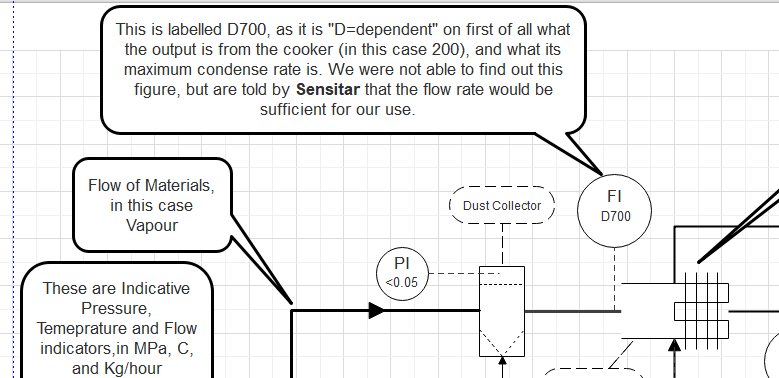 This is labelled D700, as it is "D=dependent" on first of all what
the output is from the cooker (in this case 200), and what its
maximum condense rate is. We were not able to find out this
figure, but are told by Sensitar that the flow rate would be
sufficient for our use.
Flow of Materials,
in this case
Vapour
Dust Collector
FI
D700
PI
<0.05
These are Indicative
Pressure,
Temeprature and Flow
indicators,in MPa, C,
and Kg/hour